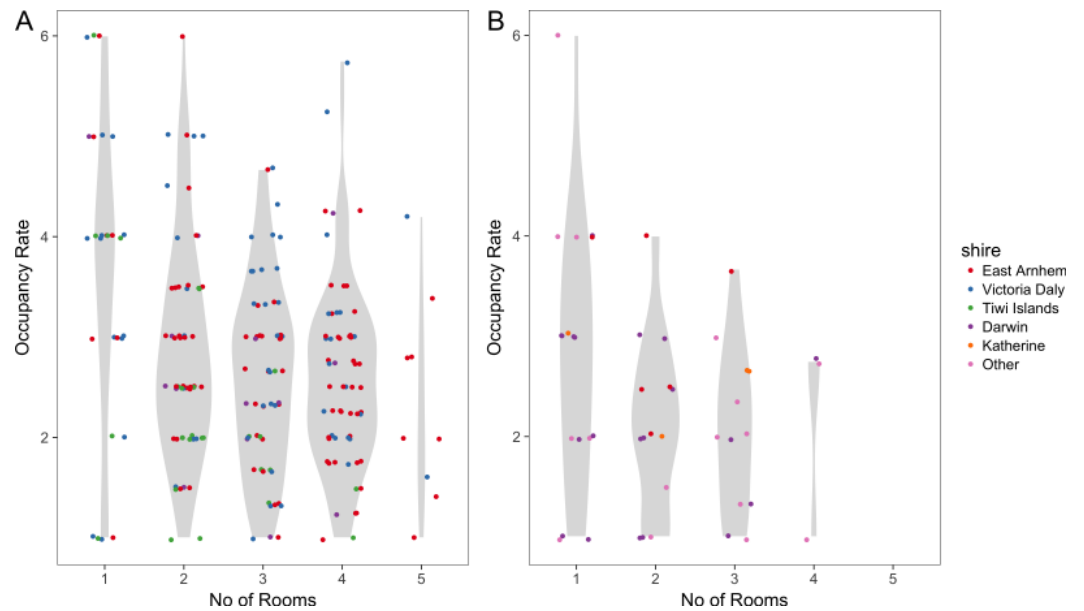 A
B
Occupancy Rate
6
4
2
1 2 3 4 5
No of Rooms
Occupancy Rate
6
4
2
1 2 3 4 5
No of Rooms
shire
East Arnhem
Victoria Daly
Tiwi Islands
Darwin
Katherine
Other